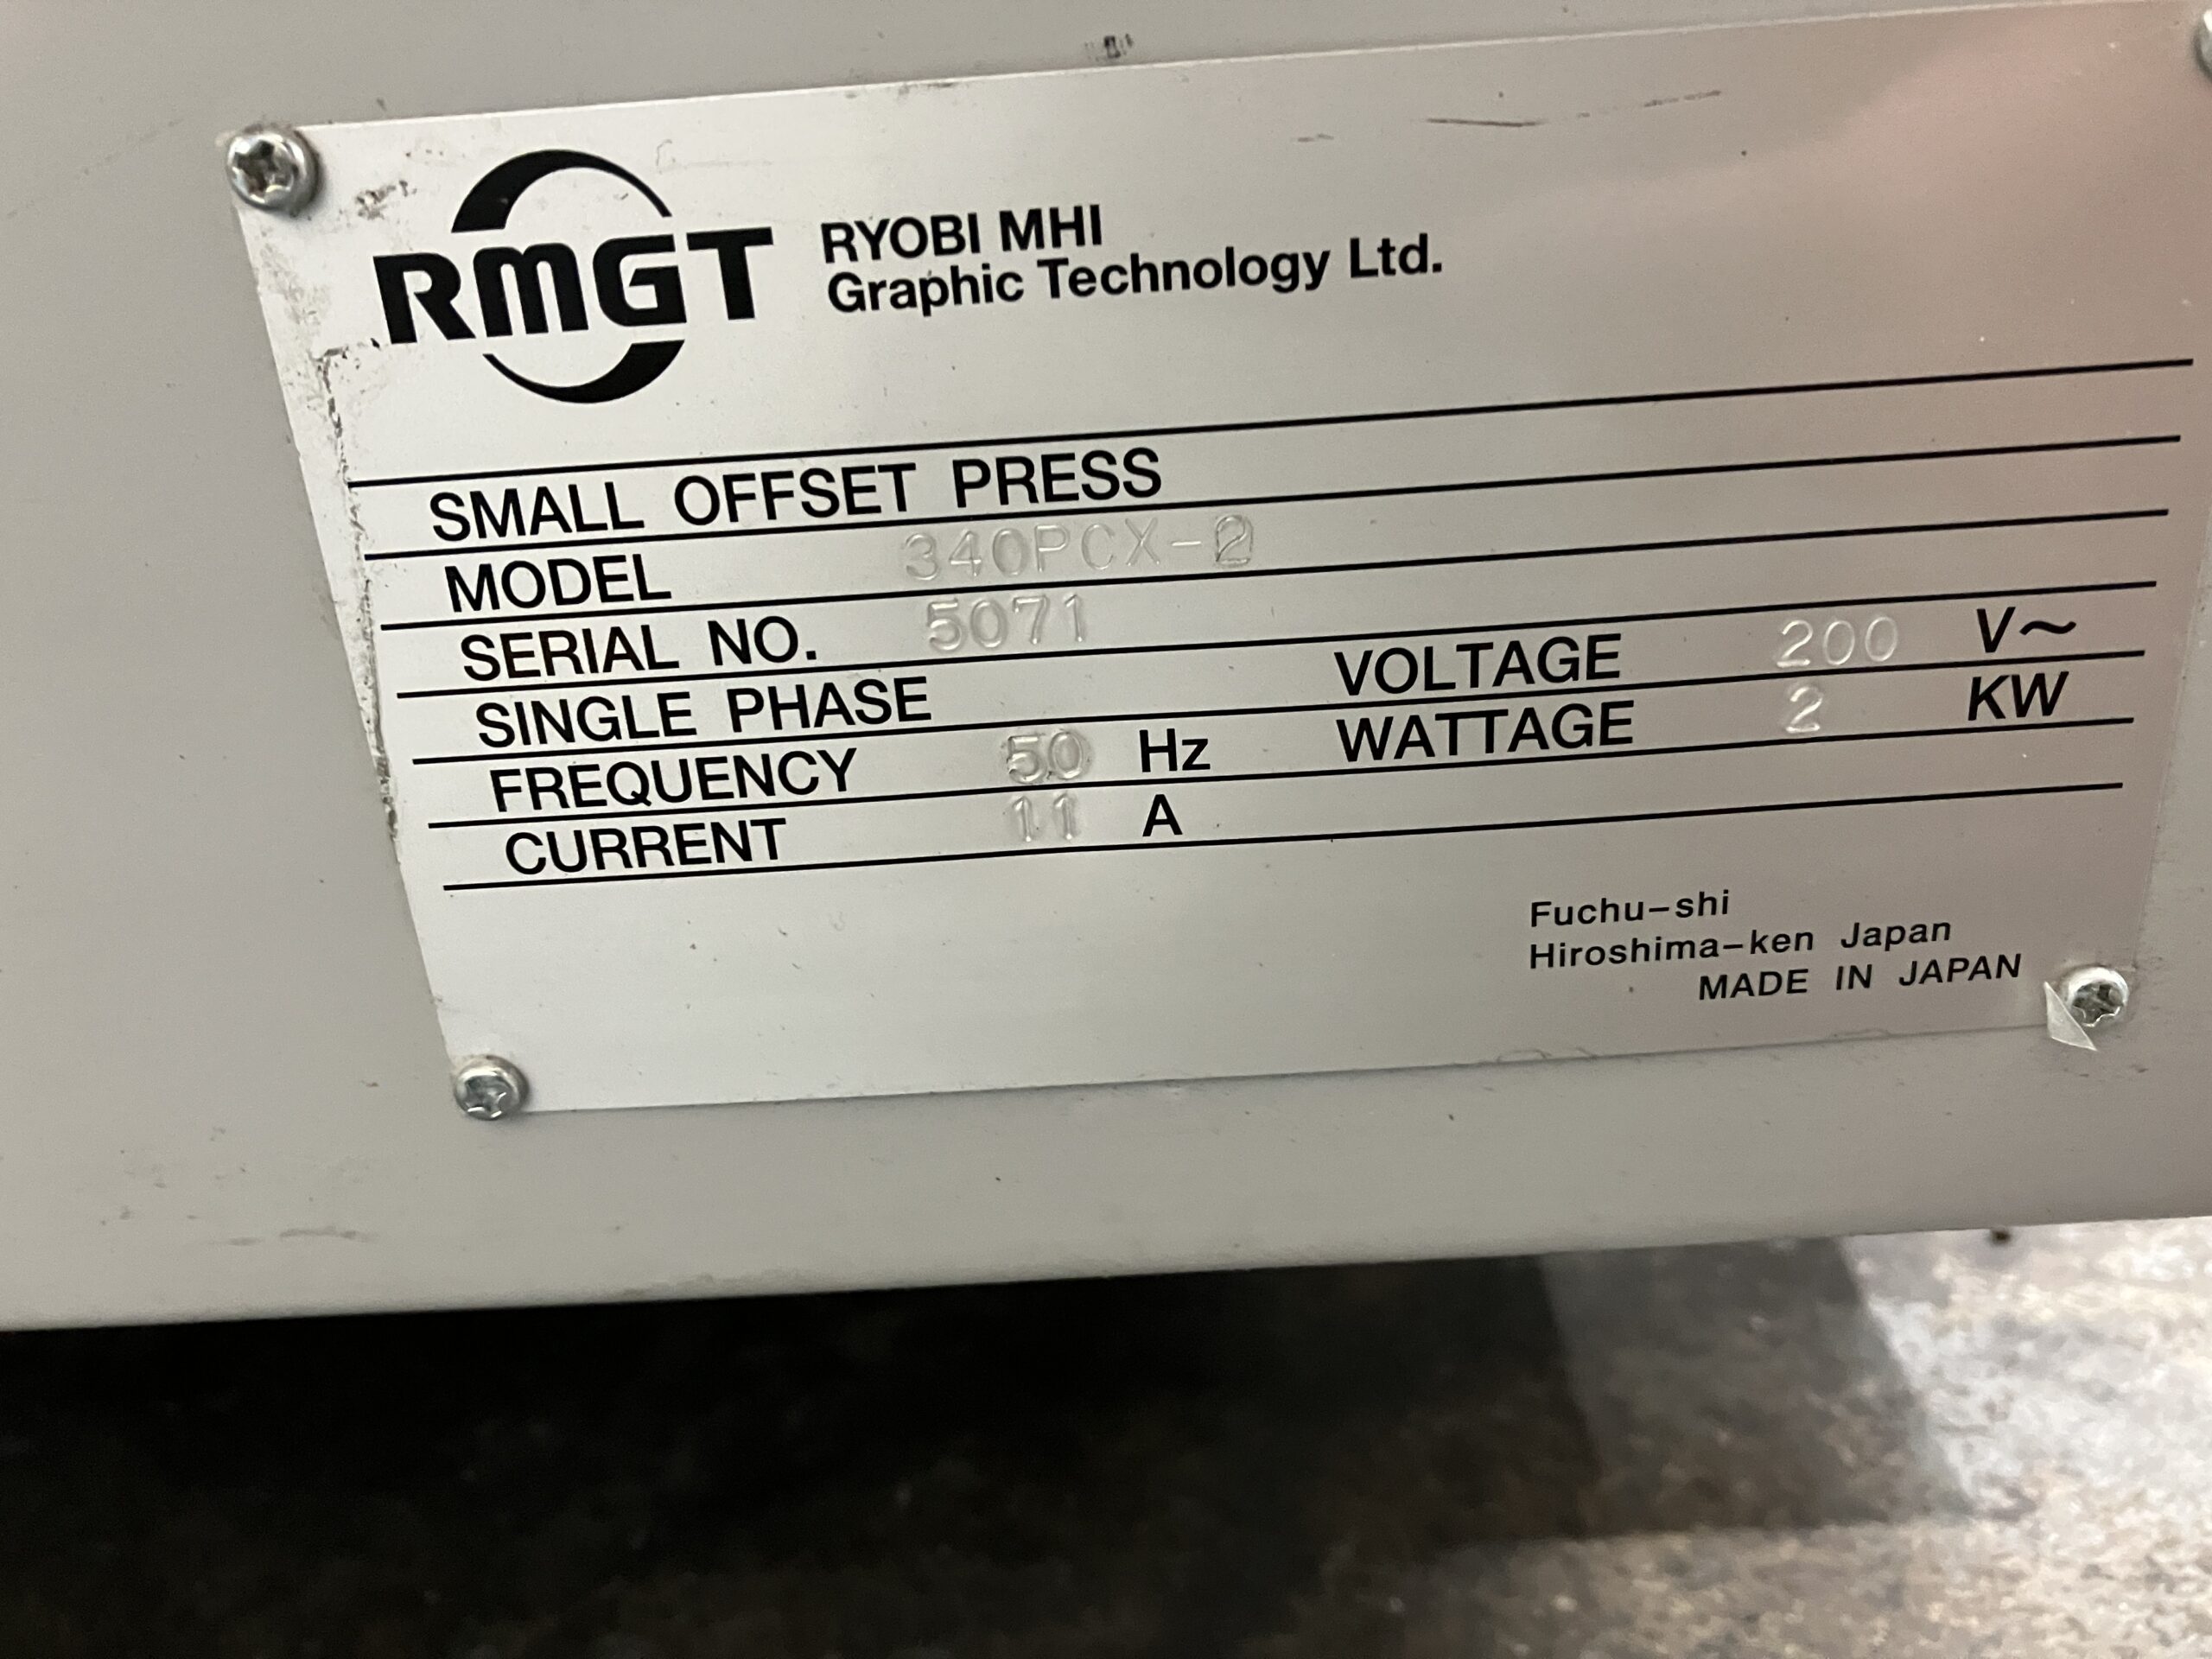 RMGT
RYOBI MHI
Graphic Technology Ltd.
SMALL OFFSET PRESS
MODEL 340PCX-2
SERIAL NO. 5071
SINGLE PHASE VOLTAGE 200 V~
FREQUENCY 50 Hz WATTAGE 2 KW
CURRENT 11 A
Fuchu-shi
Hiroshima-ken Japan
MADE IN JAPAN